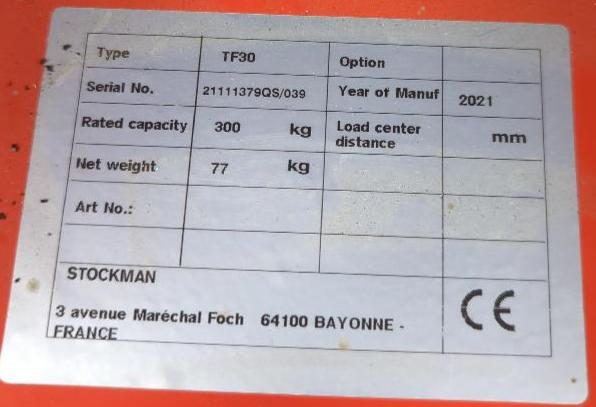 Type TF30 Option
Serial No. 21111379QS/039 Year of Manuf 2021
Rated capacity 300 kg Load center distance mm
Net weight 77 kg
Art No.:
STOCKMAN
3 avenue Maréchal Foch 64100 BAYONNE -
FRANCE
CE